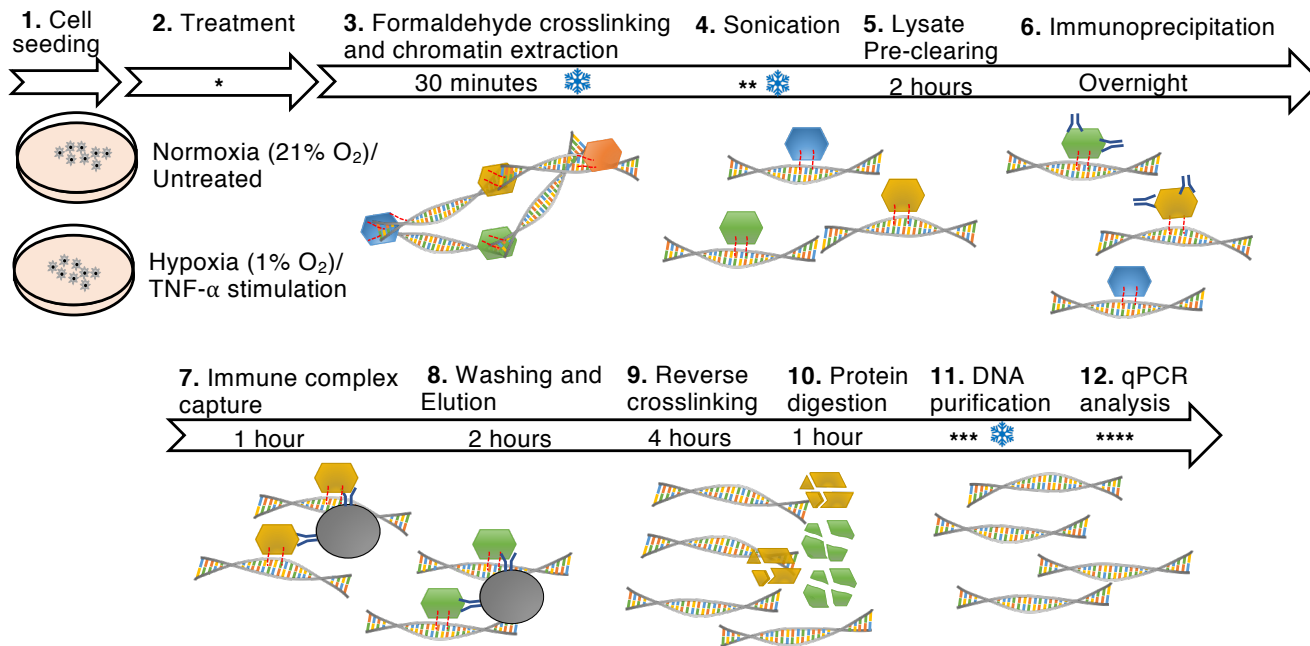 1. Cell
seeding
2. Treatment
3. Formaldehyde crosslinking
and chromatin extraction
4. Sonication
5. Lysate
Pre-clearing
6. Immunoprecipitation
*
30 minutes
**
2 hours
Overnight
Normoxia (21% O₂)/
Untreated
Hypoxia (1% O₂)/
TNF-α stimulation
7. Immune complex
capture
8. Washing and
Elution
9. Reverse
crosslinking
10. Protein
digestion
11. DNA
purification
12. qPCR
analysis
1 hour
2 hours
4 hours
1 hour
***
****